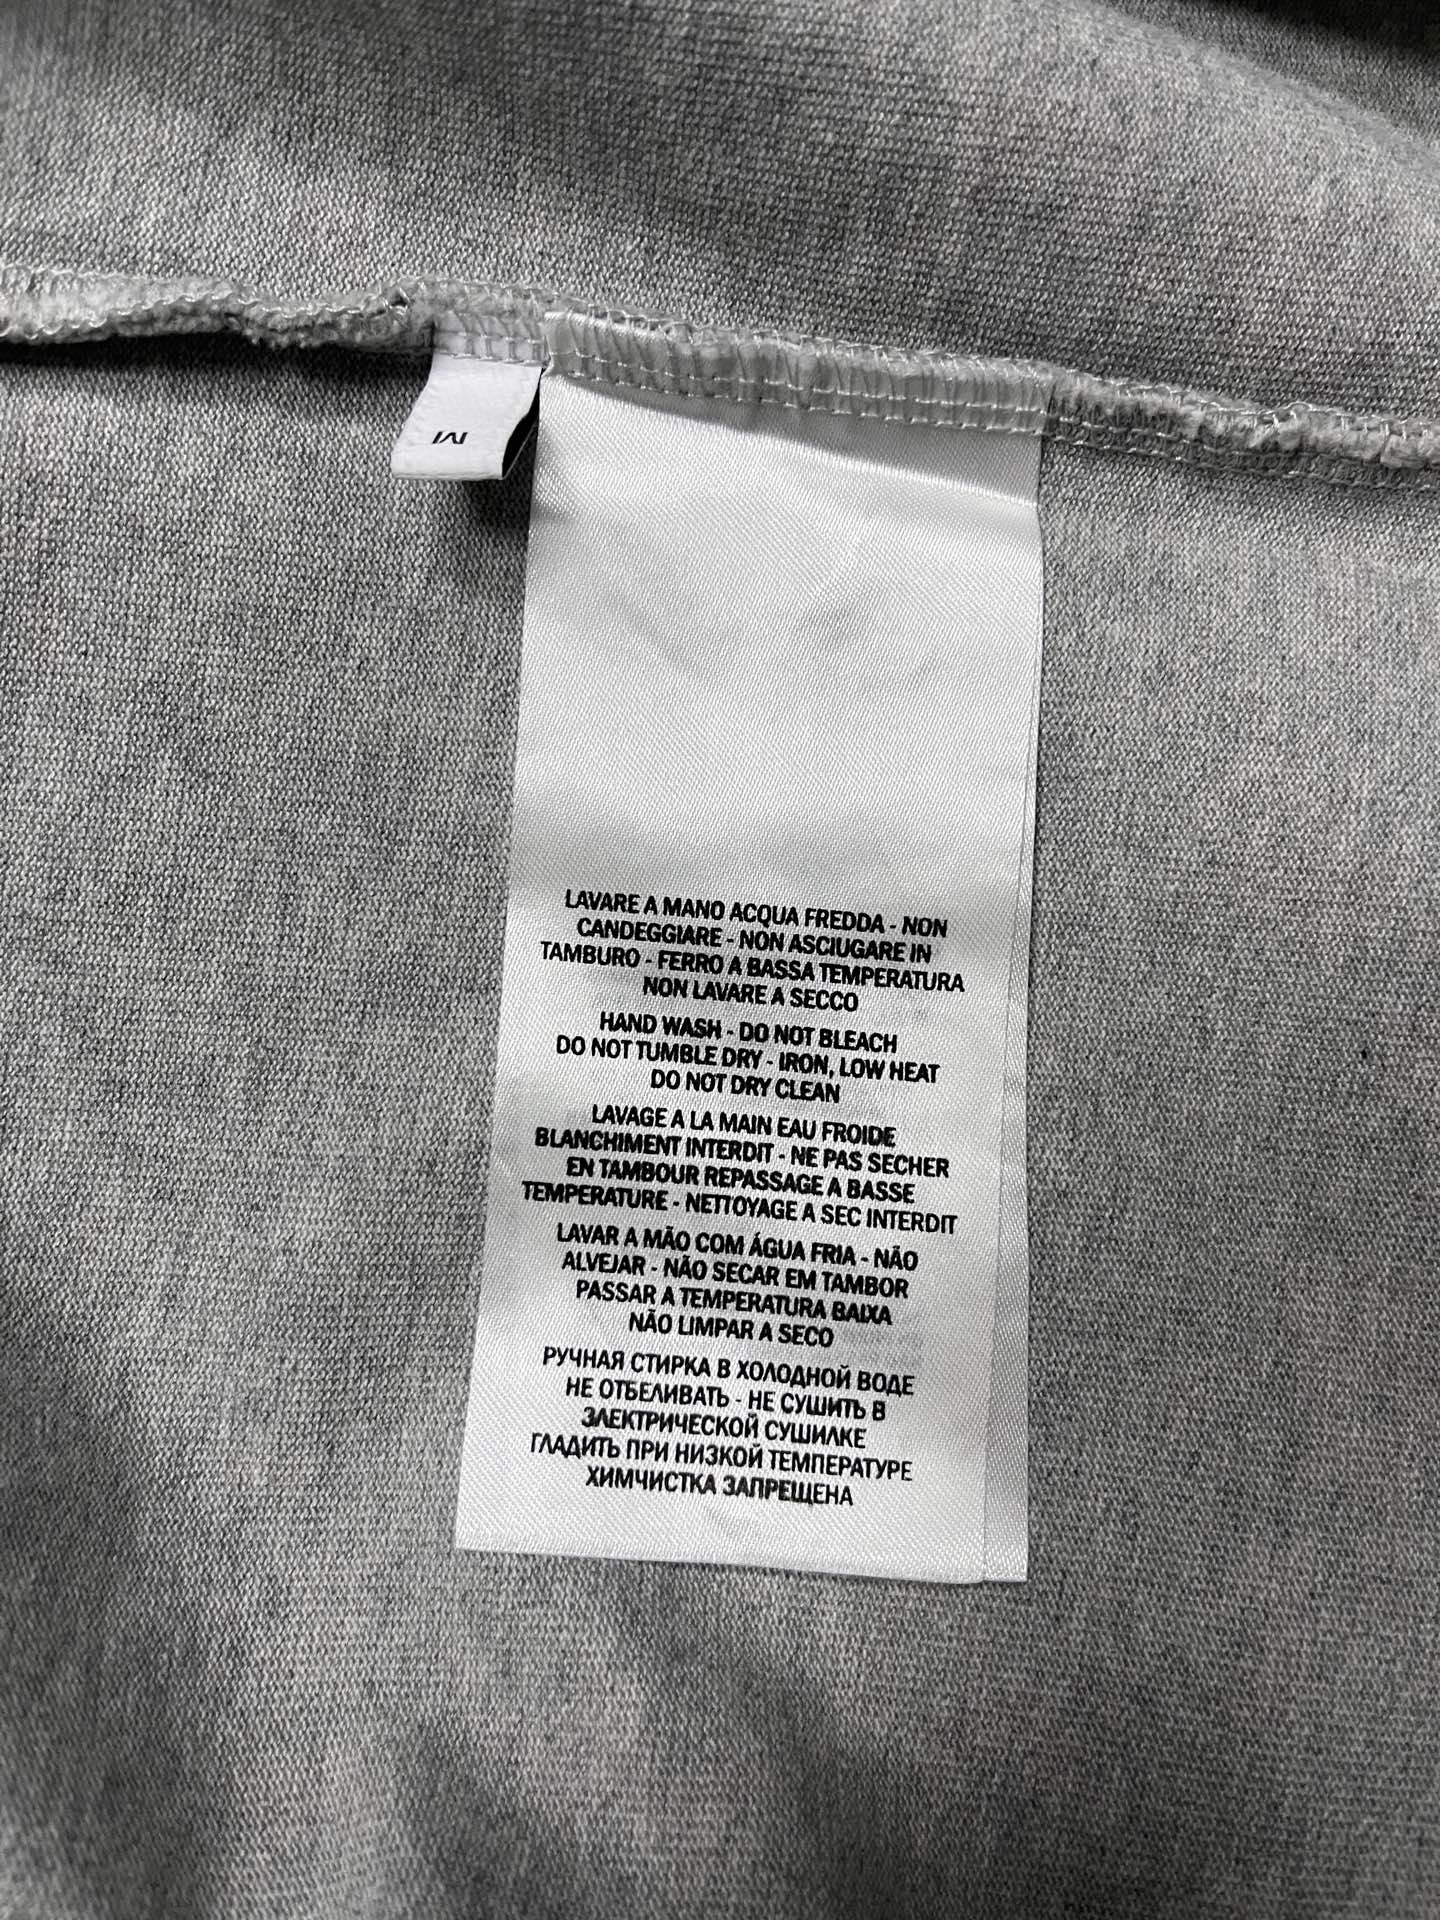 M
LAVARE A MANO ACQUA FREDDA - NON
CANDEGGIARE - NON ASCIUGARE IN
TAMBURO - FERRO A BASSA TEMPERATURA
NON LAVARE A SECCO
HAND WASH - DO NOT BLEACH
DO NOT TUMBLE DRY - IRON, LOW HEAT
DO NOT DRY CLEAN
LAVAGE A LA MAIN EAU FROIDE
BLANCHIMENT INTERDIT - NE PAS SECHER
EN TAMBOUR REPASSAGE A BASSE
TEMPERATURE - NETTOYAGE A SEC INTERDIT
LAVAR A MÃO COM ÁGUA FRIA - NÃO
ALVEJAR - NÃO SECAR EM TAMBOR
PASSAR A TEMPERATURA BAIXA
NÃO LIMPAR A SECO
РУЧНАЯ СТИРКА В ХОЛОДНОЙ ВОДЕ
НЕ ОТБЕЛИВАТЬ - НЕ СУШИТЬ В
ЭЛЕКТРИЧЕСКОЙ СУШИЛКЕ
ГЛАДИТЬ ПРИ НИЗКОЙ ТЕМПЕРАТУРЕ
ХИМЧИСТКА ЗАПРЕЩЕНА